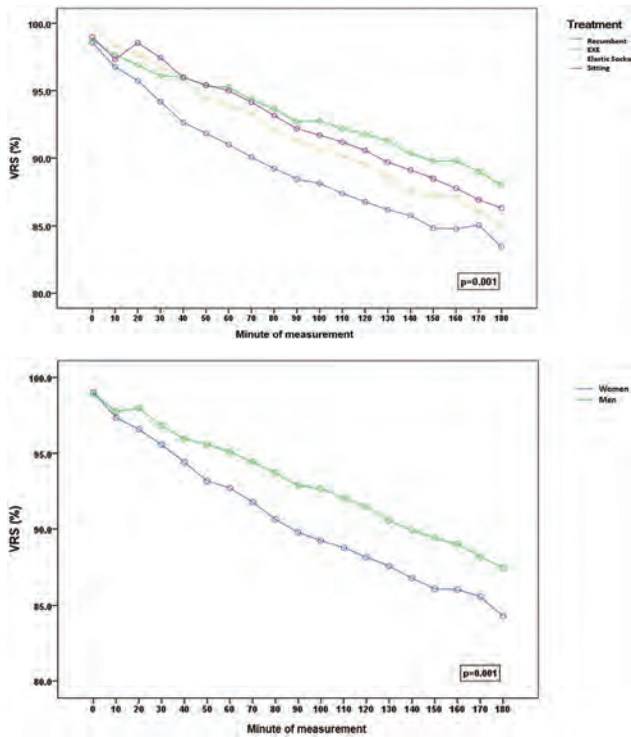 Treatment
Recumbent
EXE
Elastic Socks
Sitting
VRS (%)
100.0
95.0
90.0
85.0
80.0
p=0.001
0 10 20 30 40 50 60 70 80 90 100 110 120 130 140 150 160 170 180
Minute of measurement
Women
Men
VRS (%)
100.0
95.0
90.0
85.0
80.0
p=0.001
0 10 20 30 40 50 60 70 80 90 100 110 120 130 140 150 160 170 180
Minute of measurement